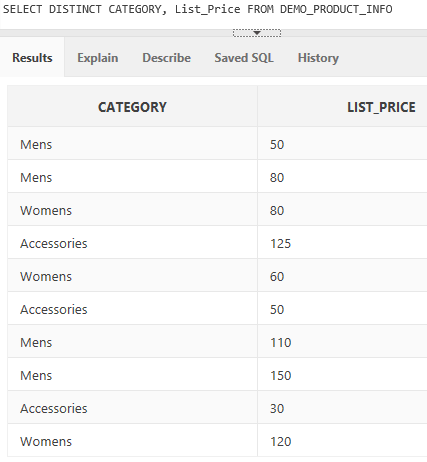 SELECT DISTINCT CATEGORY, List_Price FROM DEMO_PRODUCT_INFO
Results Explain Describe Saved SQL History
CATEGORY LIST_PRICE
Mens 50
Mens 80
Womens 80
Accessories 125
Womens 60
Accessories 50
Mens 110
Mens 150
Accessories 30
Womens 120